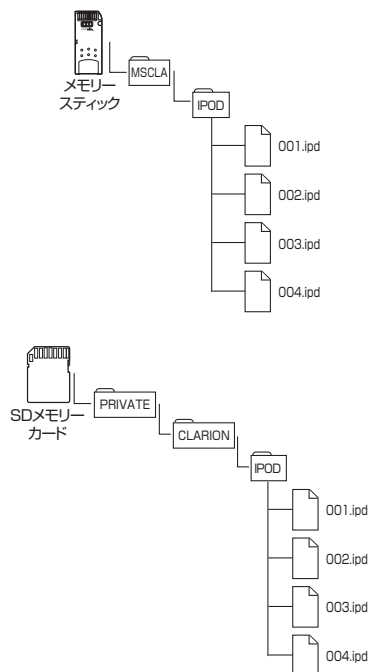 メモリー
スティック
MSCLA
IPOD
001.ipd
002.ipd
003.ipd
004.ipd
SDメモリー
カード
PRIVATE
CLARION
IPOD
001.ipd
002.ipd
003.ipd
004.ipd